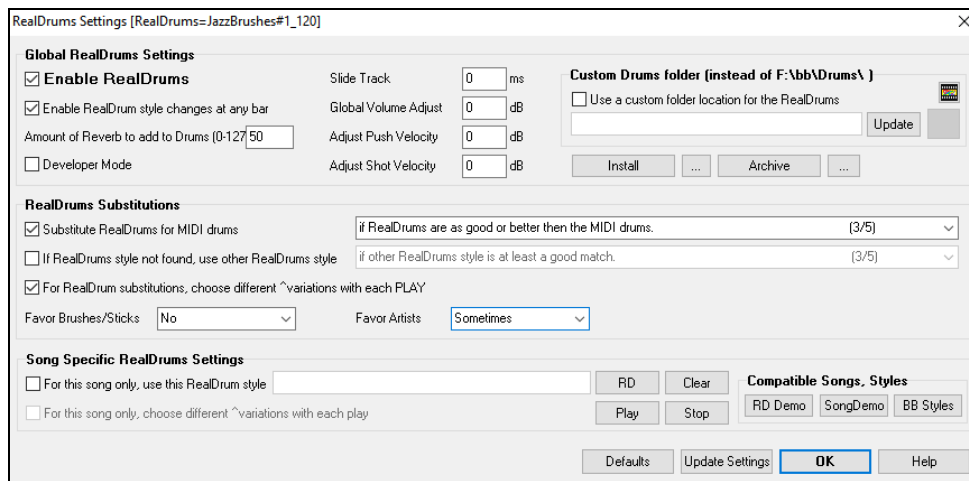 RealDrums Settings [RealDrums=JazzBrushes#1_120]
Global RealDrums Settings
Enable RealDrums
Slide Track 0 ms
Custom Drums folder (instead of F:\bb\Drums\ )
Enable RealDrum style changes at any bar
Global Volume Adjust 0 dB
Use a custom folder location for the RealDrums
Amount of Reverb to add to Drums (0-127 50
Adjust Push Velocity 0 dB
Update
Developer Mode
Adjust Shot Velocity 0 dB
Install ... Archive ...
RealDrums Substitutions
Substitute RealDrums for MIDI drums
if RealDrums are as good or better then the MIDI drums. (3/5)
If RealDrums style not found, use other RealDrums style
if other RealDrums style is at least a good match. (3/5)
For RealDrum substitutions, choose different ^variations with each PLAY
Favor Brushes/Sticks No Favor Artists Sometimes
Song Specific RealDrums Settings
For this song only, use this RealDrum style RD Clear
Compatible Songs, Styles
For this song only, choose different ^variations with each play Play Stop
RD Demo SongDemo BB Styles
Defaults Update Settings OK Help